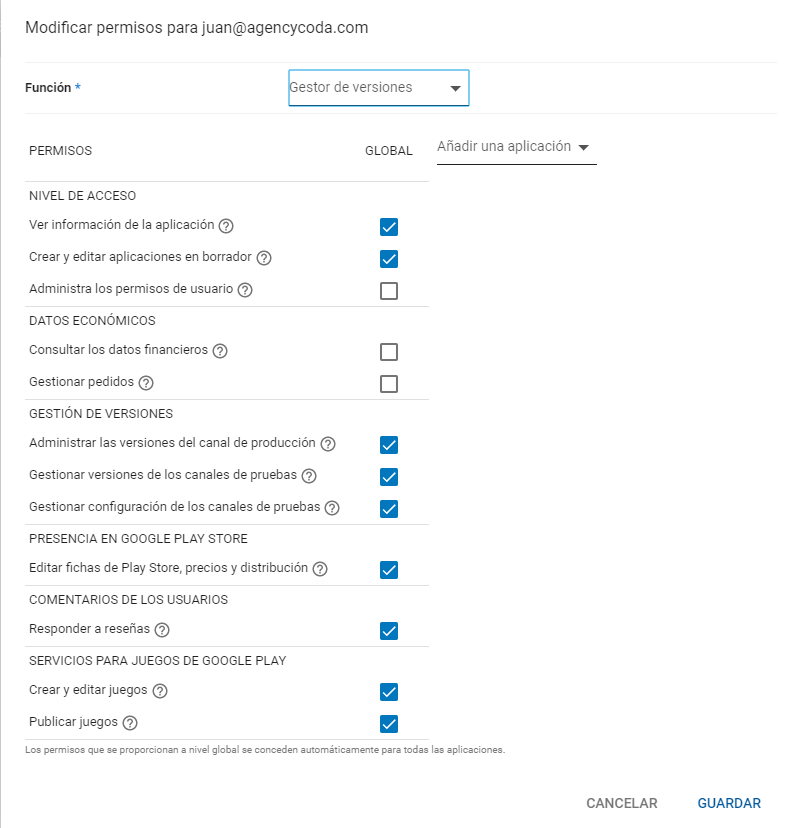 Modificar permisos para juan@agencycoda.com
Función *
Gestor de versiones
PERMISOS
GLOBAL
Añadir una aplicación
NIVEL DE ACCESO
Ver información de la aplicación
Crear y editar aplicaciones en borrador
Administra los permisos de usuario
DATOS ECONÓMICOS
Consultar los datos financieros
Gestionar pedidos
GESTIÓN DE VERSIONES
Administrar las versiones del canal de producción
Gestionar versiones de los canales de pruebas
Gestionar configuración de los canales de pruebas
PRESENCIA EN GOOGLE PLAY STORE
Editar fichas de Play Store, precios y distribución
COMENTARIOS DE LOS USUARIOS
Responder a reseñas
SERVICIOS PARA JUEGOS DE GOOGLE PLAY
Crear y editar juegos
Publicar juegos
Los permisos que se proporcionan a nivel global se conceden automáticamente para todas las aplicaciones.
CANCELAR
GUARDAR